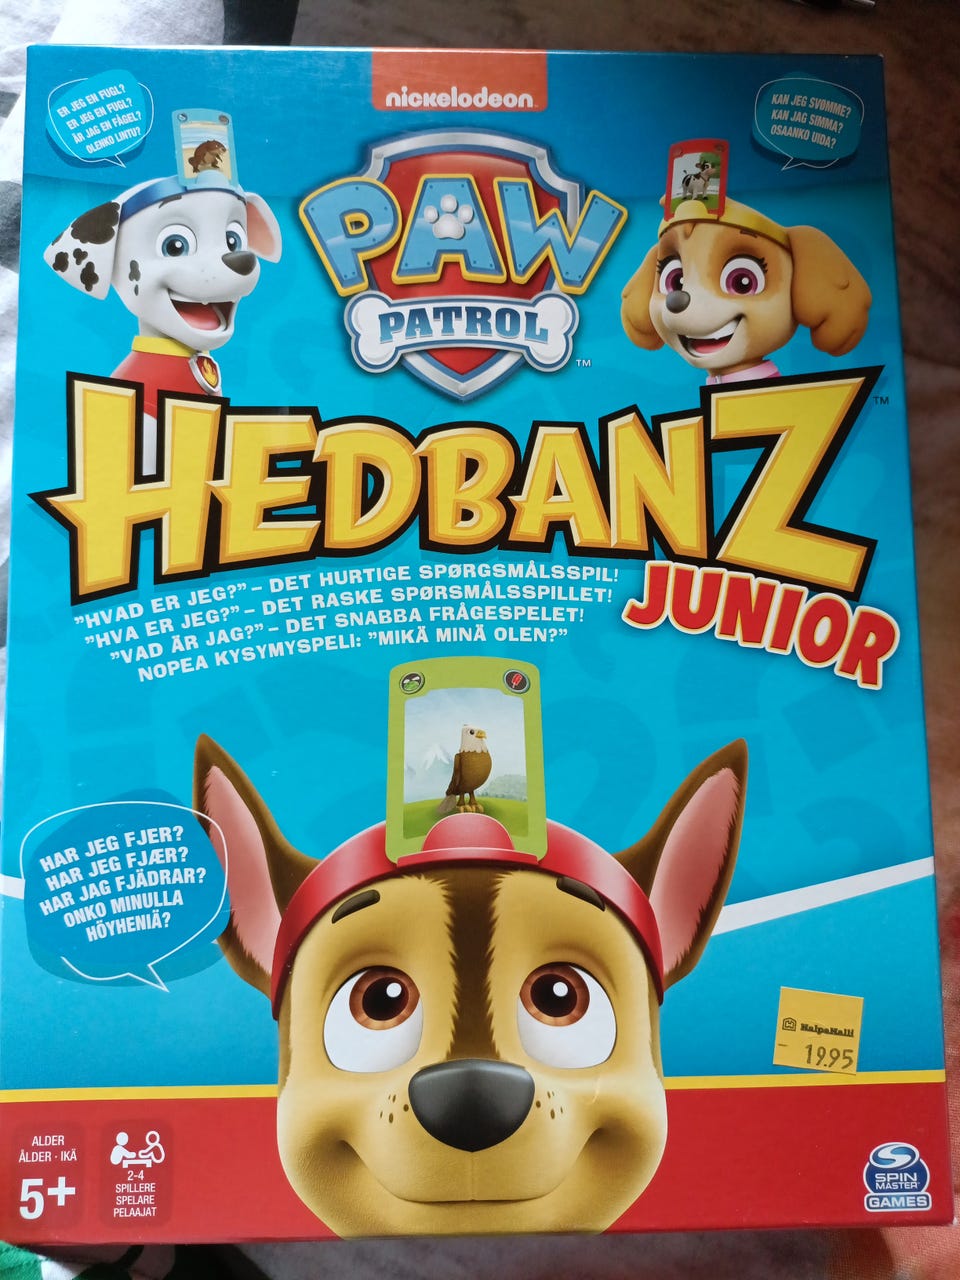 nickelodeon
ER JEG EN FUGL?
ER JEG EN FUGL?
ÄR JAG EN FÅGEL?
OLENKO LINTU?
KAN JEG SVØMME?
KAN JAG SIMMA?
OSAANKO UIDA?
PAW
PATROL
TM
HEDBANZ
TM
JUNIOR
"HVAD ER JEG?" – DET HURTIGE SPØRGSMÅLSSPIL!
"HVA ER JEG?" – DET RASKE SPØRSMÅLSSPILLET!
"VAD ÄR JAG?" – DET SNABBA FRÅGESPELET!
NOPEA KYSYMYSPELI: "MIKÄ MINÄ OLEN?"
HAR JEG FJER?
HAR JEG FJÆR?
HAR JAG FJÄDRAR?
ONKO MINULLA
HÖYHENIÄ?
HalpaHalli
19.95
ALDER
ÅLDER · IKÄ
5+
2-4
SPILLERE
SPELARE
PELAAJAT
SPIN
MASTER
GAMES